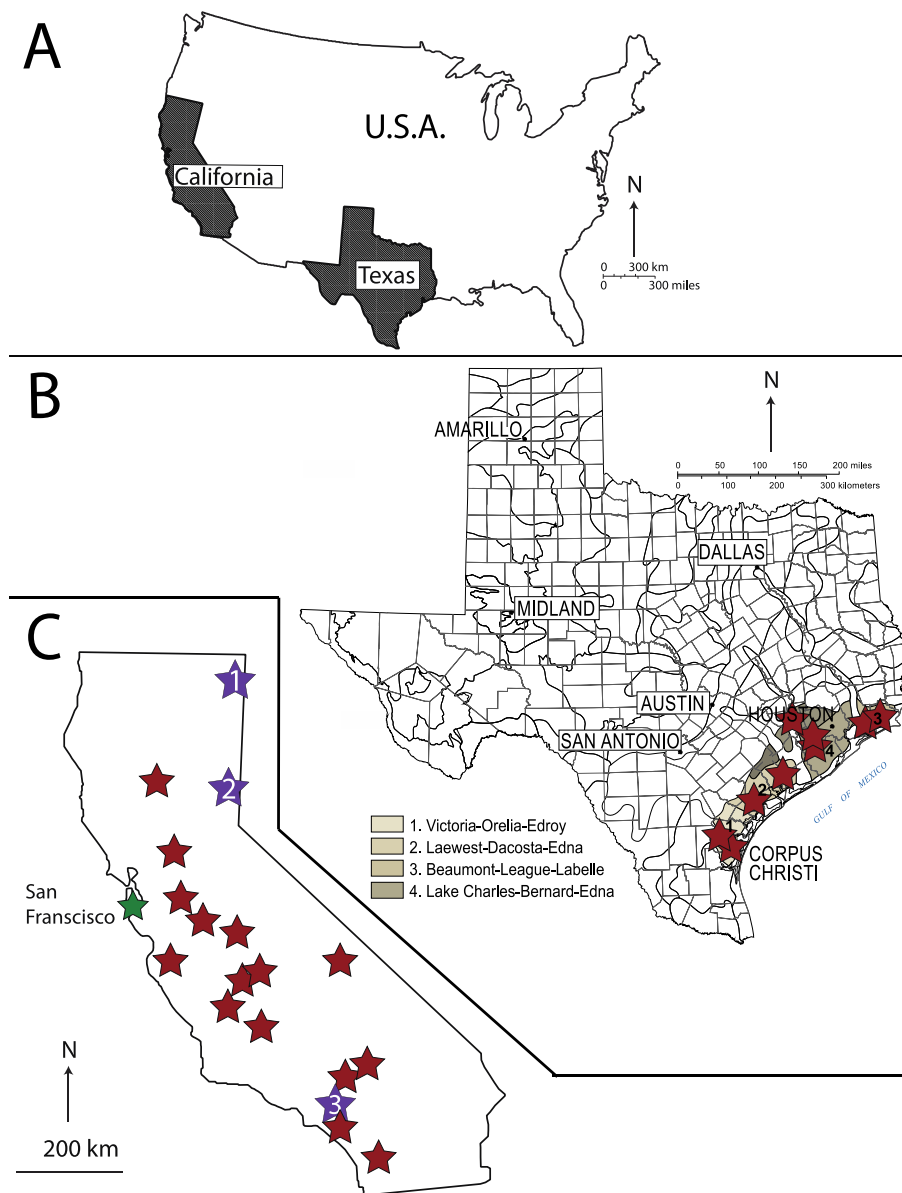 A
U.S.A.
California
Texas
N
0 300 km
0 300 miles
B
N
AMARILLO
0 50 100 150 200 miles
0 100 200 300 kilometers
DALLAS
MIDLAND
AUSTIN
HOUSTON
SAN ANTONIO
3
4
2
1
GULF OF MEXICO
CORPUS
CHRISTI
1. Victoria-Orelia-Edroy
2. Laewest-Dacosta-Edna
3. Beaumont-League-Labelle
4. Lake Charles-Bernard-Edna
C
1
2
San
Franscisco
3
N
200 km